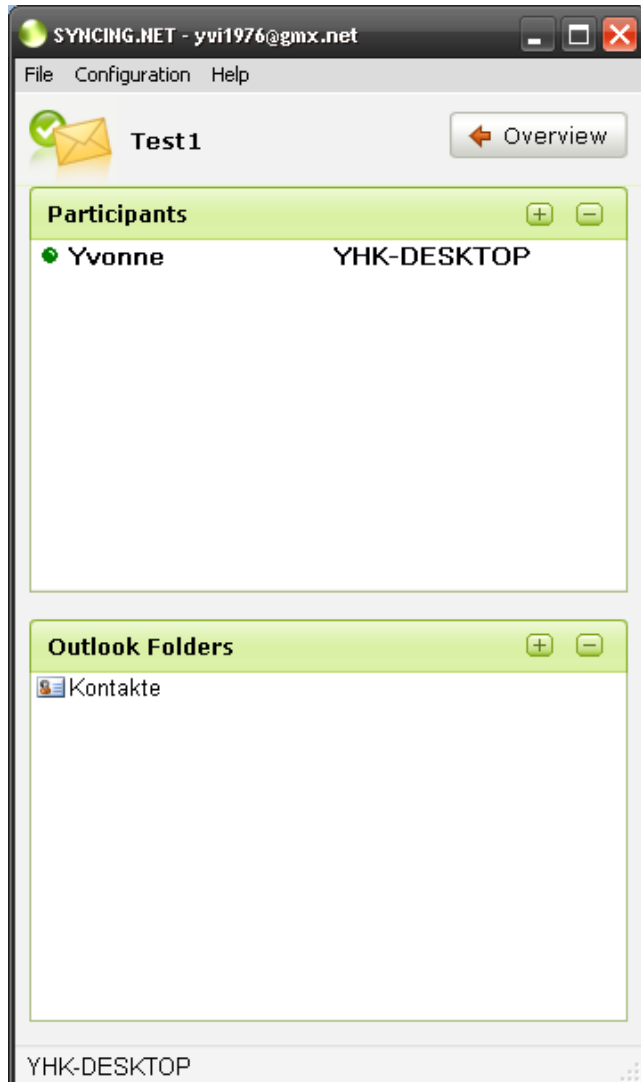 SYNCING.NET - yvi1976@gmx.net
File Configuration Help
Test1
Overview
Participants
Yvonne YHK-DESKTOP
Outlook Folders
Kontakte
YHK-DESKTOP